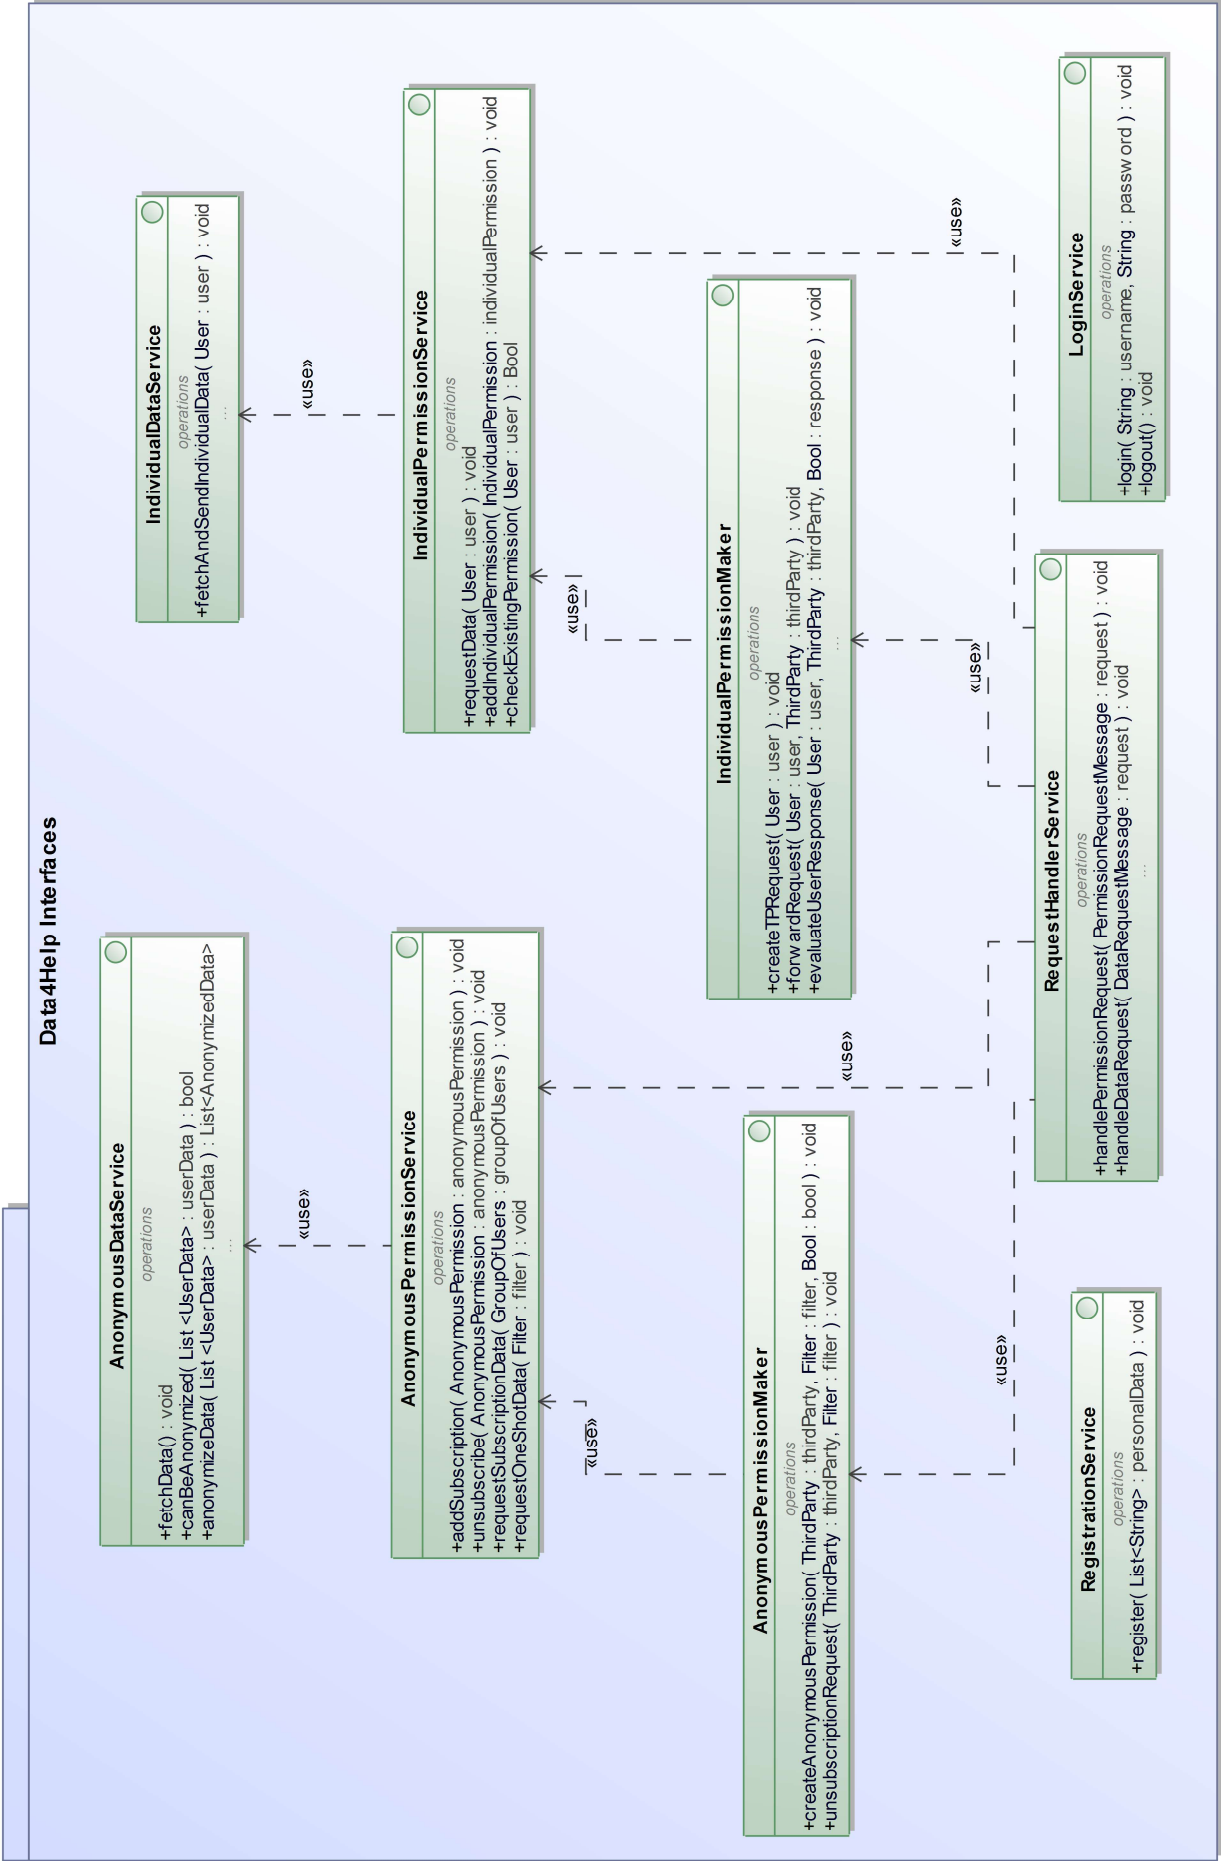 Data4Help Interfaces
AnonymousDataService
operations
+fetchData() : void
+canBeAnonymized( List <UserData> : userData ) : bool
+anonymizeData( List <UserData> : userData ) : List<AnonymizedData>
...
IndividualDataService
operations
+fetchAndSendIndividualData( User : user ) : void
...
«use»
«use»
AnonymousPermissionService
operations
+addSubscription( AnonymousPermission : anonymousPermission ) : void
+unsubscribe( AnonymousPermission : anonymousPermission ) : void
+requestSubscriptionData( GroupOfUsers : groupOfUsers ) : void
+requestOneShotData( Filter : filter ) : void
IndividualPermissionService
operations
+requestData( User : user ) : void
+addIndividualPermission( IndividualPermission : individualPermission ) : void
+checkExistingPermission( User : user ) : Bool
«use»
«use»
AnonymousPermissionMaker
operations
+createAnonymousPermission( ThirdParty : thirdParty, Filter : filter, Bool : bool ) : void
+unsubscriptionRequest( ThirdParty : thirdParty, Filter : filter ) : void
IndividualPermissionMaker
operations
+createTPRequest( User : user ) : void
+forwardRequest( User : user, ThirdParty : thirdParty ) : void
+evaluateUserResponse( User : user, ThirdParty : thirdParty, Bool : response ) : void
...
«use»
«use»
«use»
«use»
RegistrationService
operations
+register( List<String> : personalData ) : void
RequestHandlerService
operations
+handlePermissionRequest( PermissionRequestMessage : request ) : void
+handleDataRequest( DataRequestMessage : request ) : void
...
LoginService
operations
+login( String : username, String : password ) : void
+logout() : void